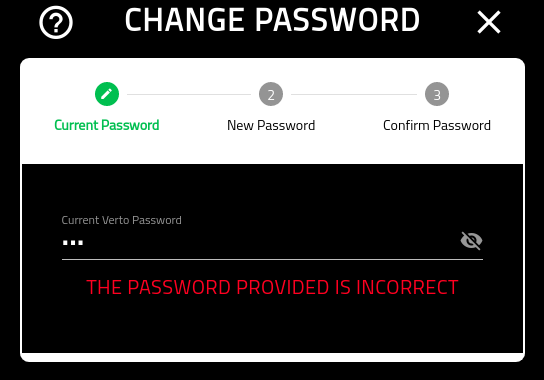 CHANGE PASSWORD
2
3
Current Password
New Password
Confirm Password
Current Verto Password
•••
THE PASSWORD PROVIDED IS INCORRECT